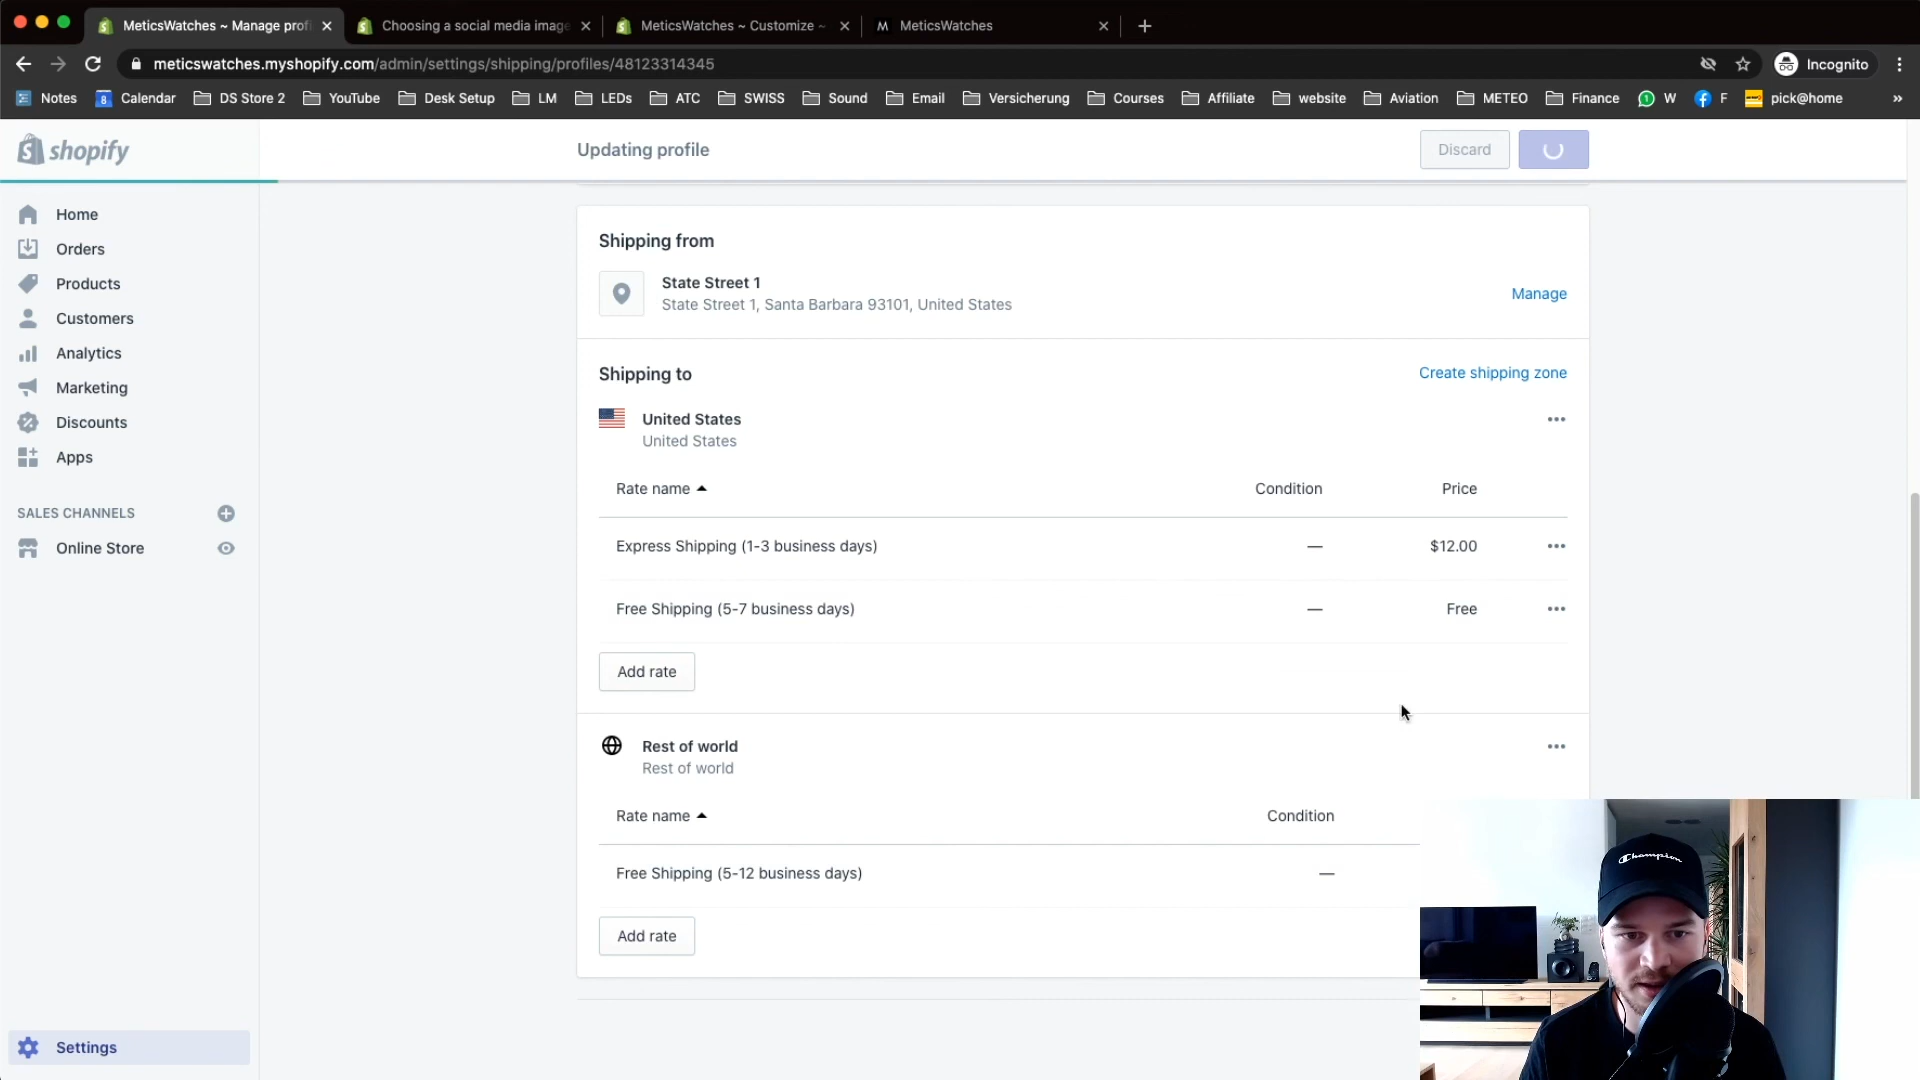 MeticsWatches ~ Manage prof
Choosing a social media image
MeticsWatches ~ Customize ~
M MeticsWatches
meticswatches.myshopify.com/admin/settings/shipping/profiles/48123314345
Incognito
Notes
8 Calendar
DS Store 2
YouTube
Desk Setup
LM
LEDs
ATC
SWISS
Sound
Email
Versicherung
Courses
Affiliate
website
Aviation
METEO
Finance
1 W
F
pick@home
»
shopify
Updating profile
Discard
Home
Orders
Products
Customers
Analytics
Marketing
Discounts
Apps
SALES CHANNELS
Online Store
Settings
Shipping from
State Street 1
State Street 1, Santa Barbara 93101, United States
Manage
Shipping to
Create shipping zone
United States
United States
Rate name Condition Price
Express Shipping (1-3 business days) — $12.00
Free Shipping (5-7 business days) — Free
Add rate
Rest of world
Rest of world
Rate name Condition
Free Shipping (5-12 business days) —
Add rate
Champion